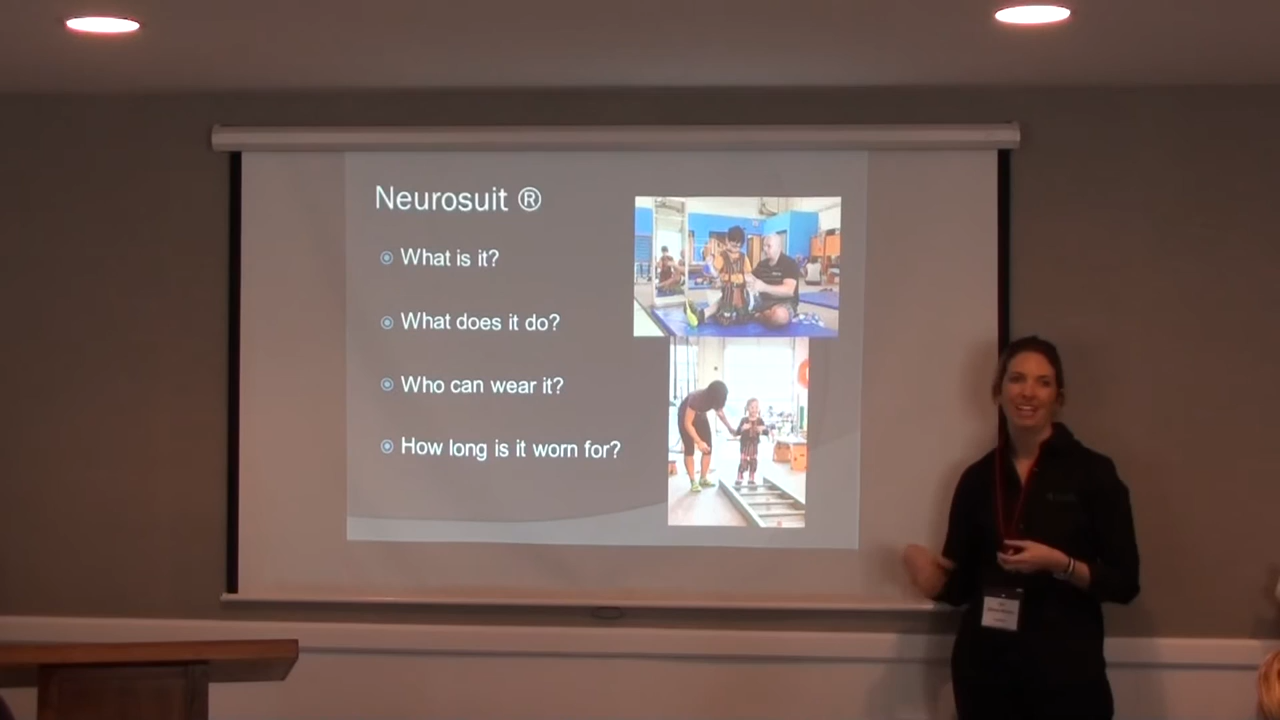 Neurosuit ®
What is it?
What does it do?
Who can wear it?
How long is it worn for?